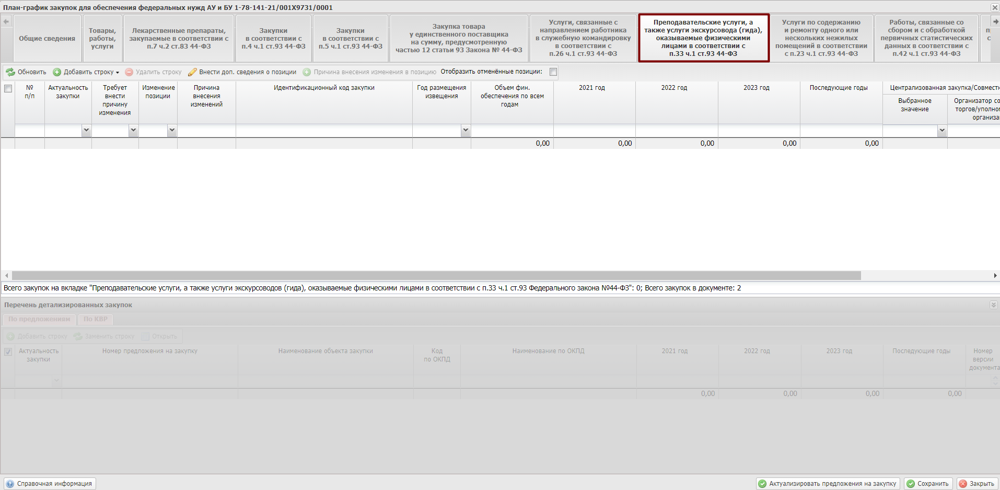 План-график закупок для обеспечения федеральных нужд АУ и БУ 1-78-141-21/001X9731/0001
Общие сведения
Товары,
работы,
услуги
Лекарственные препараты,
закупаемые в соответствии с
п.7 ч.2 ст.83 44-ФЗ
Закупки
в соответствии с
п.4 ч.1 ст.93 44-ФЗ
Закупки
в соответствии с
п.5 ч.1 ст.93 44-ФЗ
Закупка товара
у единственного поставщика
на сумму, предусмотренную
частью 12 статьи 93 Закона № 44-ФЗ
Услуги, связанные с
направлением работника
в служебную командировку
в соответствии с
п.26 ч.1 ст.93 44-ФЗ
Преподавательские услуги, а
также услуги экскурсовода (гида),
оказываемые физическими
лицами в соответствии с
п.33 ч.1 ст.93 44-ФЗ
Услуги по содержанию
и ремонту одного или
нескольких нежилых
помещений в соответствии
с п.23 ч.1 ст.93 44-ФЗ
Работы, связанные со
сбором и с обработкой
первичных статистических
данных в соответствии с
п.42 ч.1 ст.93 44-ФЗ
Обновить Добавить строку Удалить строку Внести доп. сведения о позиции Причина внесения изменения в позицию Отобразить отменённые позиции:
№
п/п
Актуальность
закупки
Требует
внести
причину
изменения
Изменение
позиции
Причина
внесения
изменений
Идентификационный код закупки
Год размещения
извещения
Объем фин.
обеспечения по всем
годам
2021 год
2022 год
2023 год
Последующие годы
Централизованная закупка/Совместн
Выбранное
значение
Организатор со
торгов/уполном
организа
0,00 0,00 0,00 0,00 0,00
Всего закупок на вкладке "Преподавательские услуги, а также услуги экскурсоводов (гида), оказываемые физическими лицами в соответствии с п.33 ч.1 ст.93 Федерального закона №44-ФЗ": 0; Всего закупок в документе: 2
Перечень детализированных закупок
По предложениям По КВР
Добавить строку Заменить строку Открыть
Актуальность
закупки
Номер предложения на закупку
Наименование объекта закупки
Код
по ОКПД
Наименование по ОКПД
2021 год
2022 год
2023 год
Последующие годы
Номер
версии
документа
0,00 0,00 0,00 0,00
Справочная информация Актуализировать предложения на закупку Сохранить Закрыть